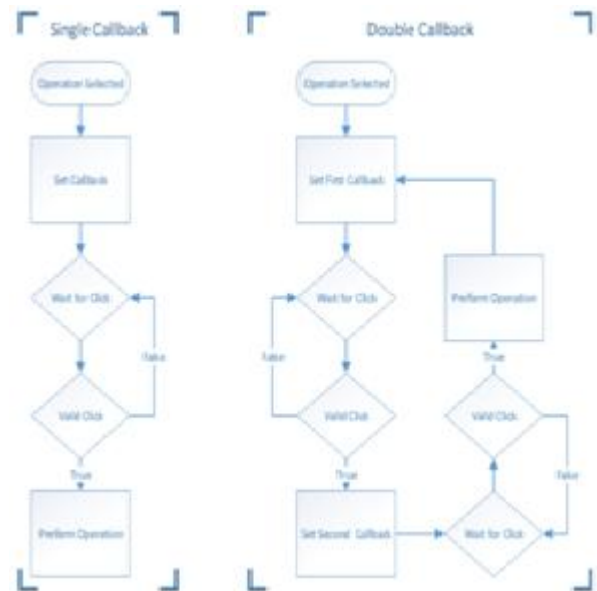 Single Callback
Operation Selected
Set Callback
Wait for Click
False
Valid Click
True
Preform Operation
Double Callback
Operation Selected
Set First Callback
Wait for Click
False
Valid Click
True
Set Second Callback
Wait for Click
False
Valid Click
True
Preform Operation